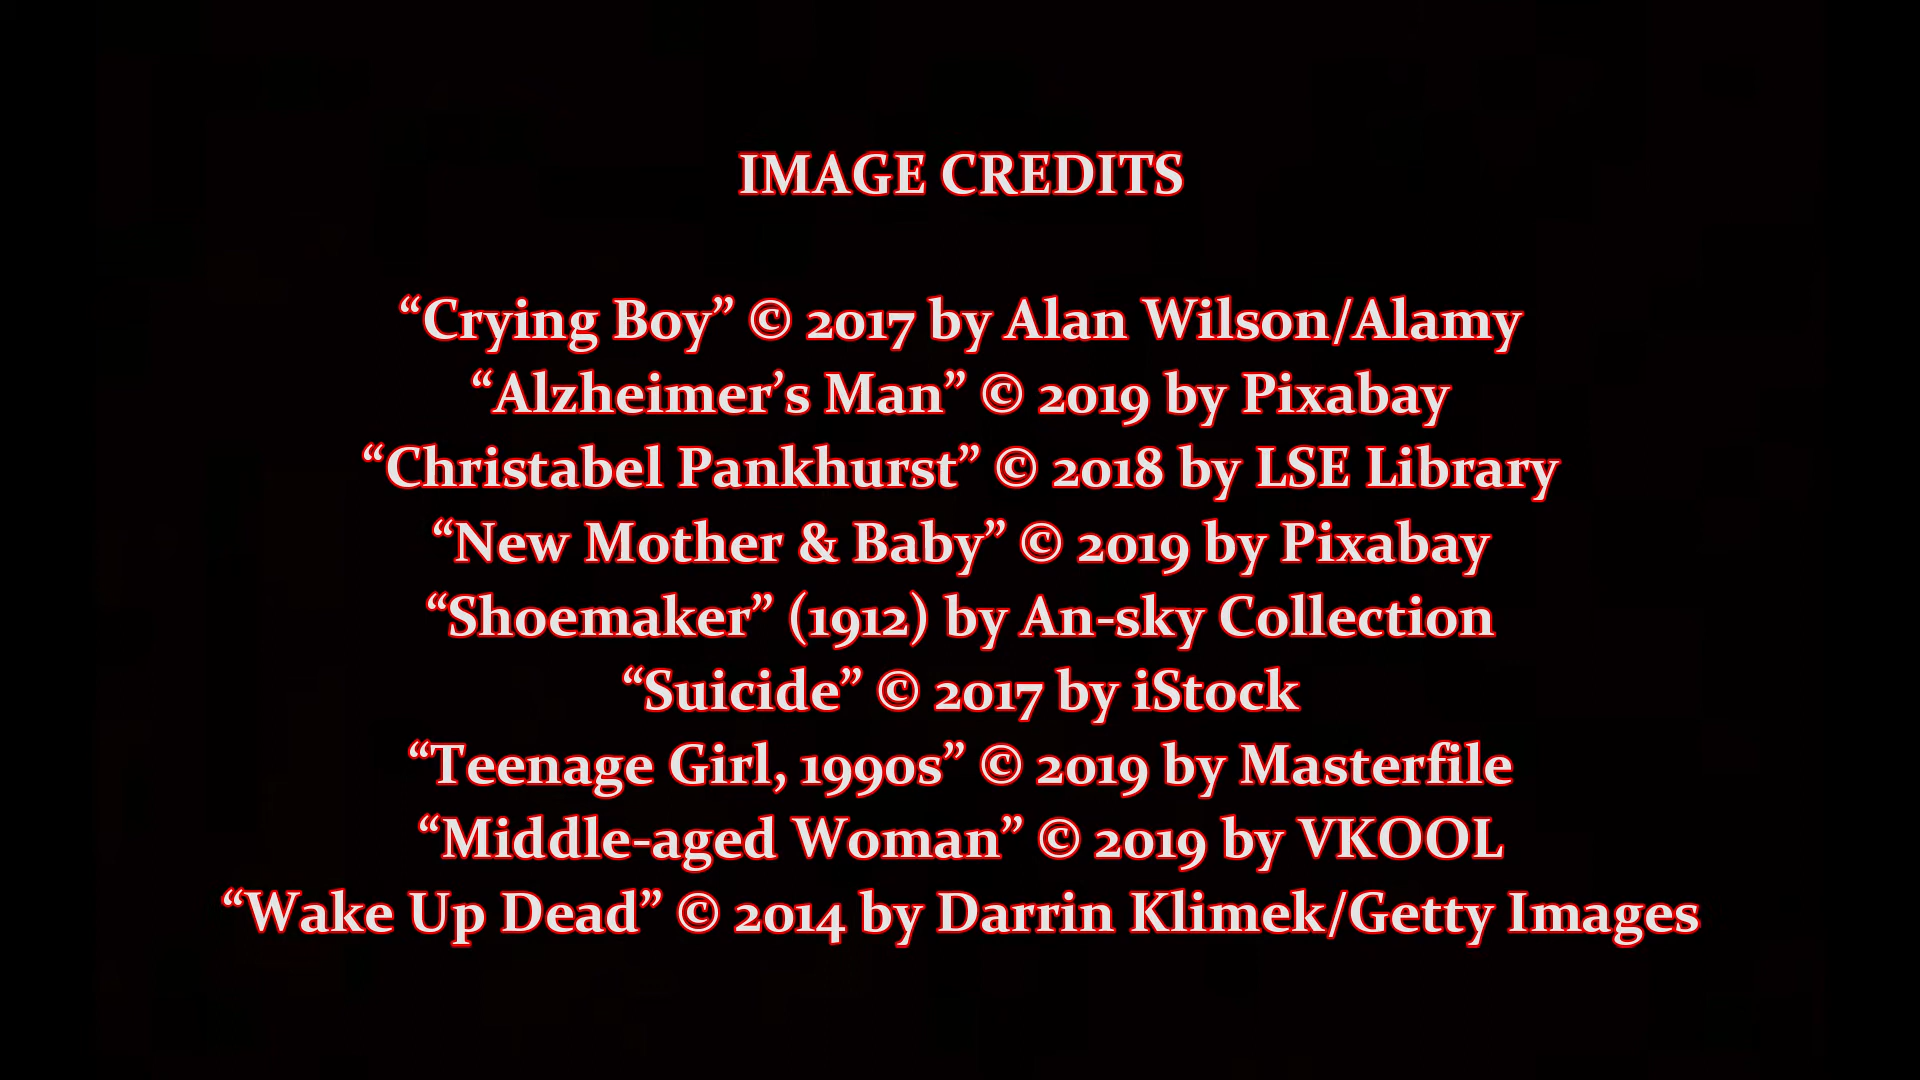 IMAGE CREDITS
“Crying Boy” © 2017 by Alan Wilson/Alamy
“Alzheimer’s Man” © 2019 by Pixabay
“Christabel Pankhurst” © 2018 by LSE Library
“New Mother & Baby” © 2019 by Pixabay
“Shoemaker” (1912) by An-sky Collection
“Suicide” © 2017 by iStock
“Teenage Girl, 1990s” © 2019 by Masterfile
“Middle-aged Woman” © 2019 by VKOOL
“Wake Up Dead” © 2014 by Darrin Klimek/Getty Images